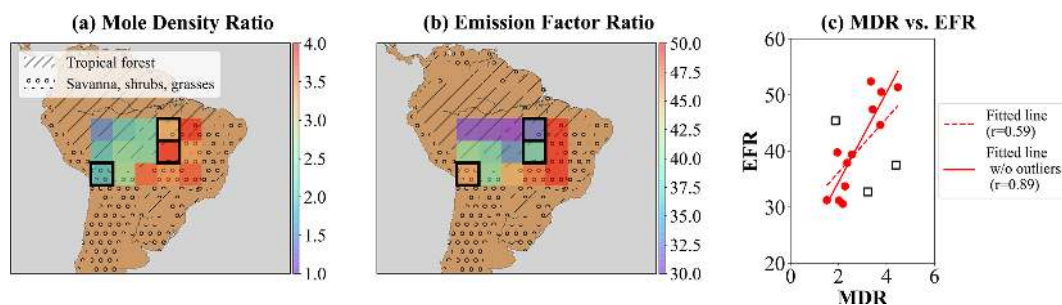 (a) Mole Density Ratio
Tropical forest
Savanna, shrubs, grasses
4.0
3.5
3.0
2.5
2.0
1.5
1.0
(b) Emission Factor Ratio
50.0
47.5
45.0
42.5
40.0
37.5
35.0
32.5
30.0
(c) MDR vs. EFR
EFR
60
50
40
30
20
0
2
4
6
MDR
Fitted line
(r=0.59)
Fitted line
w/o outliers
(r=0.89)